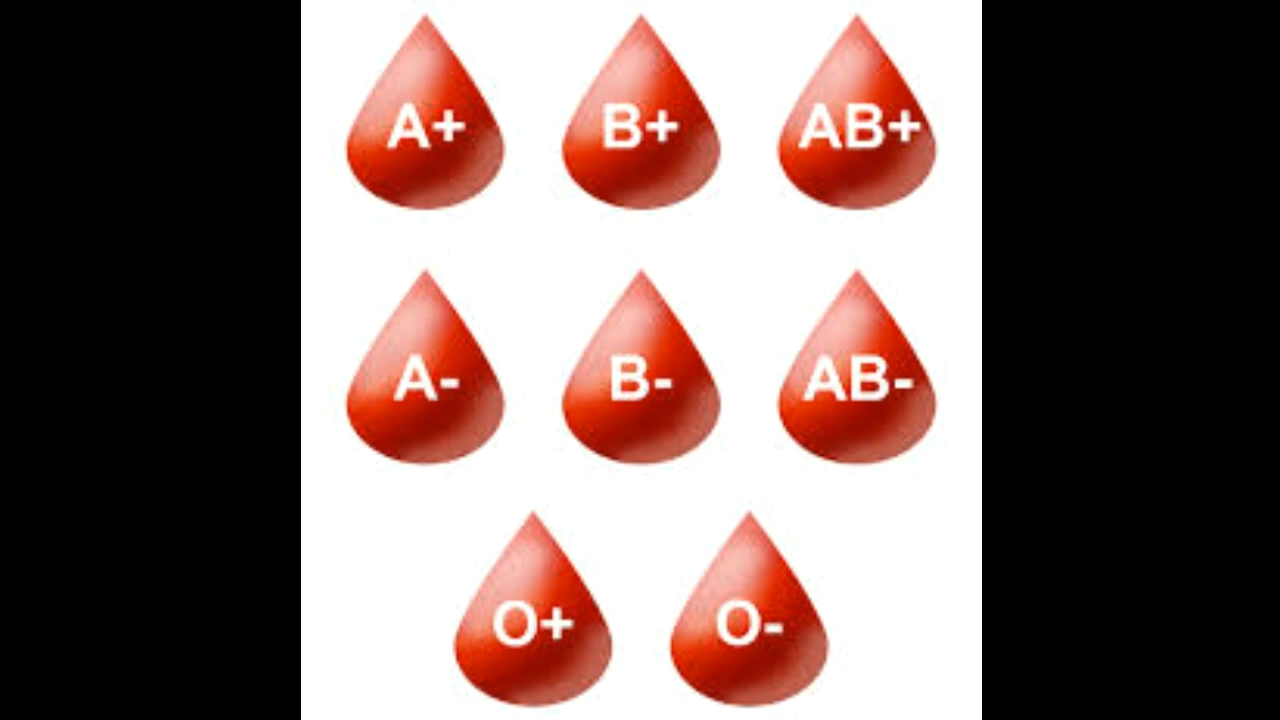 A+ B+ AB+
A- B- AB-
O+ O-